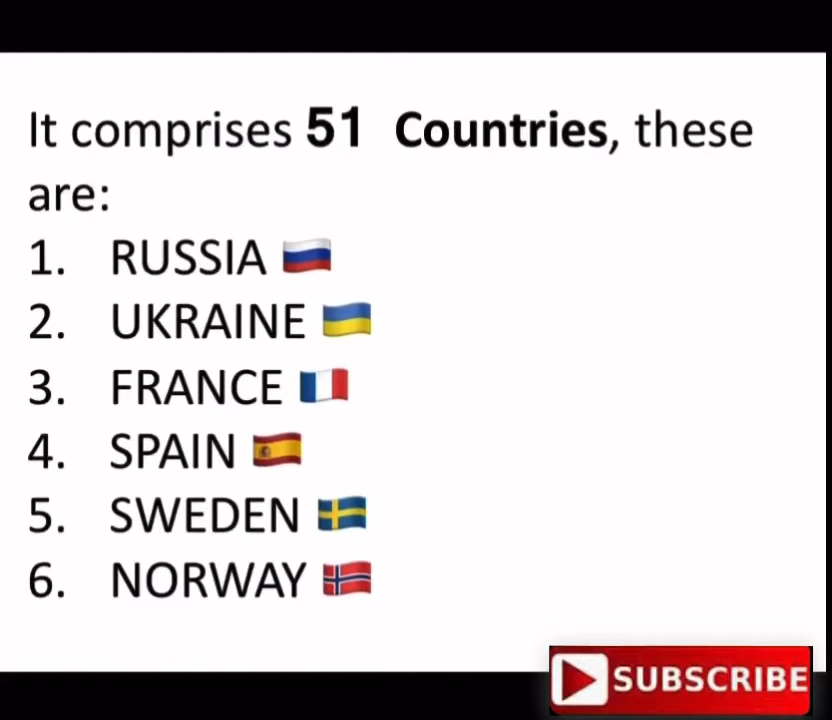 It comprises 51 Countries, these
are:
1. RUSSIA 🇷🇺
2. UKRAINE 🇺🇦
3. FRANCE 🇫🇷
4. SPAIN 🇪🇸
5. SWEDEN 🇸🇪
6. NORWAY 🇳🇴
SUBSCRIBE